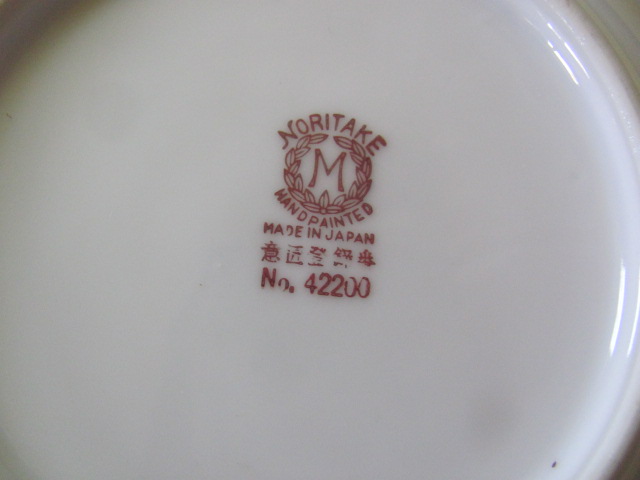 NORITAKE
M
HANDPAINTED
MADE IN JAPAN
意匠登録
No. 42200